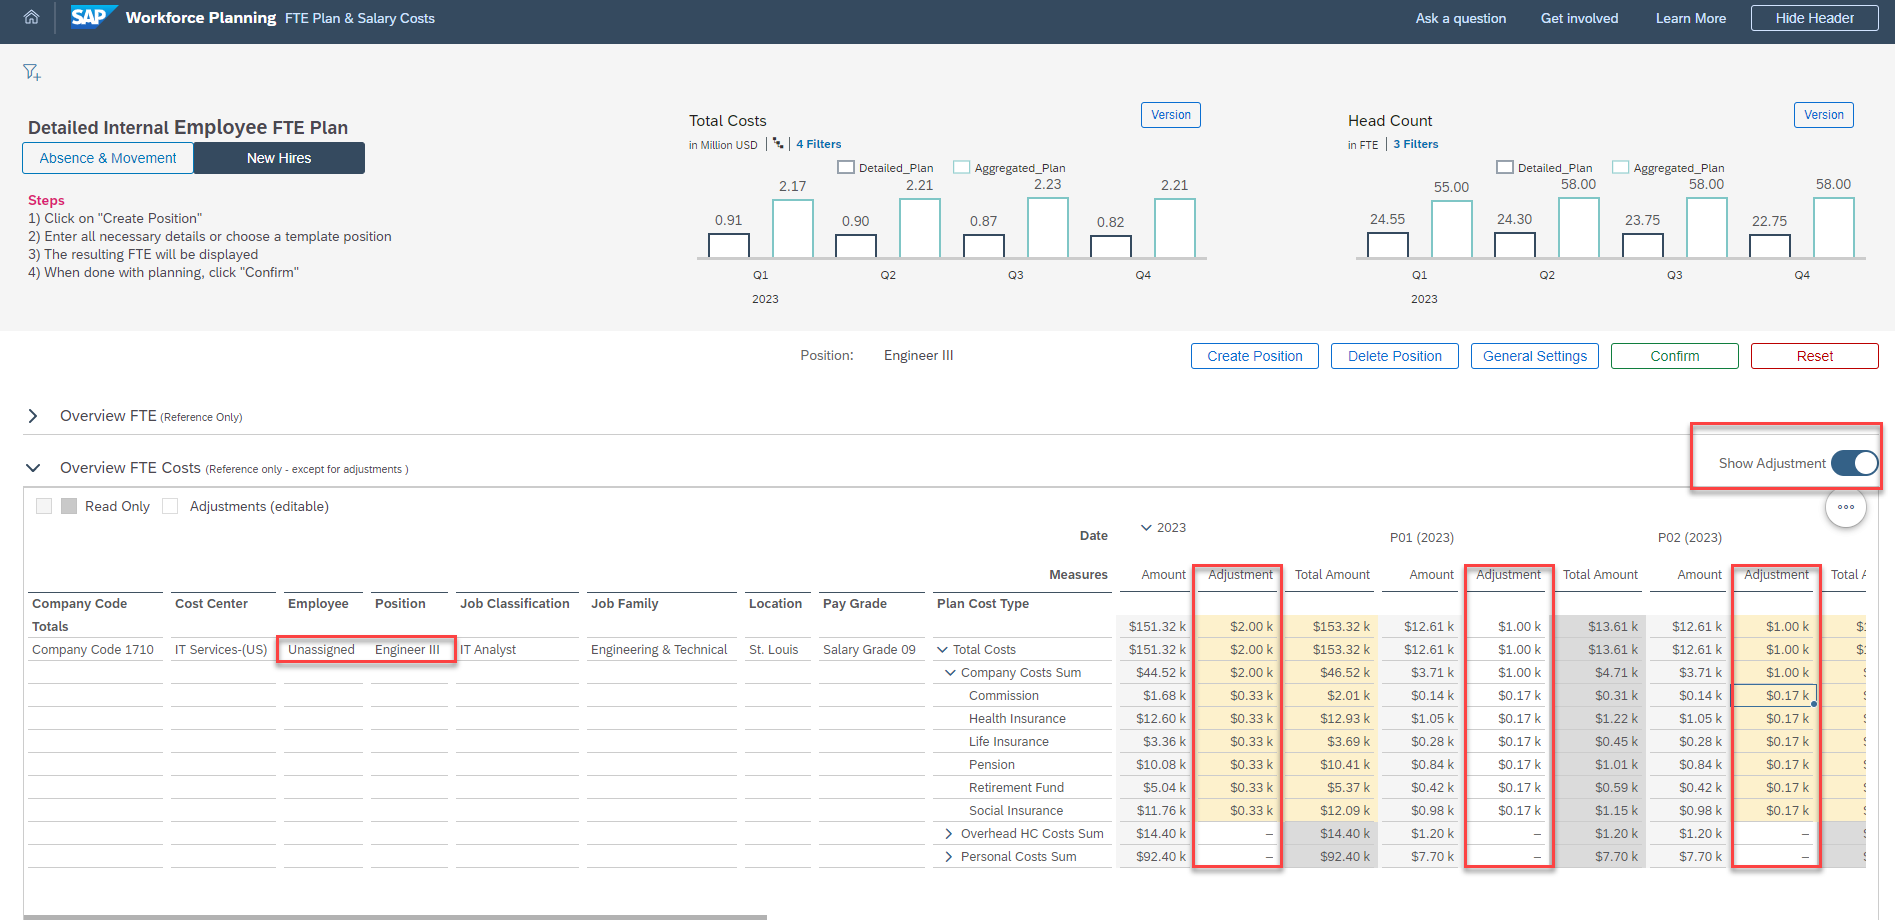 SAP Workforce Planning FTE Plan & Salary Costs Ask a question Get involved Learn More Hide Header
Detailed Internal Employee FTE Plan
Absence & Movement New Hires
Steps
1) Click on "Create Position"
2) Enter all necessary details or choose a template position
3) The resulting FTE will be displayed
4) When done with planning, click "Confirm"
Total Costs Version
in Million USD 4 Filters
Detailed_Plan Aggregated_Plan
2.17 2.21 2.23 2.21
0.91 0.90 0.87 0.82
Q1 Q2 Q3 Q4
2023
Head Count Version
in FTE 3 Filters
Detailed_Plan Aggregated_Plan
55.00 58.00 58.00 58.00
24.55 24.30 23.75 22.75
Q1 Q2 Q3 Q4
2023
Position: Engineer III Create Position Delete Position General Settings Confirm Reset
Overview FTE (Reference Only)
Overview FTE Costs (Reference only - except for adjustments ) Show Adjustment
Read Only Adjustments (editable)
Date 2023 P01 (2023) P02 (2023)
Measures Amount Adjustment Total Amount Amount Adjustment Total Amount Amount Adjustment Total A
Company Code Cost Center Employee Position Job Classification Job Family Location Pay Grade Plan Cost Type
Totals $151.32 k $2.00 k $153.32 k $12.61 k $1.00 k $13.61 k $12.61 k $1.00 k $1
Company Code 1710 IT Services-(US) Unassigned Engineer III IT Analyst Engineering & Technical St. Louis Salary Grade 09 Total Costs $151.32 k $2.00 k $153.32 k $12.61 k $1.00 k $13.61 k $12.61 k $1.00 k $1
Company Costs Sum $44.52 k $2.00 k $46.52 k $3.71 k $1.00 k $4.71 k $3.71 k $1.00 k
Commission $1.68 k $0.33 k $2.01 k $0.14 k $0.17 k $0.31 k $0.14 k $0.17 k
Health Insurance $12.60 k $0.33 k $12.93 k $1.05 k $0.17 k $1.22 k $1.05 k $0.17 k
Life Insurance $3.36 k $0.33 k $3.69 k $0.28 k $0.17 k $0.45 k $0.28 k $0.17 k
Pension $10.08 k $0.33 k $10.41 k $0.84 k $0.17 k $1.01 k $0.84 k $0.17 k
Retirement Fund $5.04 k $0.33 k $5.37 k $0.42 k $0.17 k $0.59 k $0.42 k $0.17 k
Social Insurance $11.76 k $0.33 k $12.09 k $0.98 k $0.17 k $1.15 k $0.98 k $0.17 k
Overhead HC Costs Sum $14.40 k – $14.40 k $1.20 k – $1.20 k $1.20 k –
Personal Costs Sum $92.40 k – $92.40 k $7.70 k – $7.70 k $7.70 k –